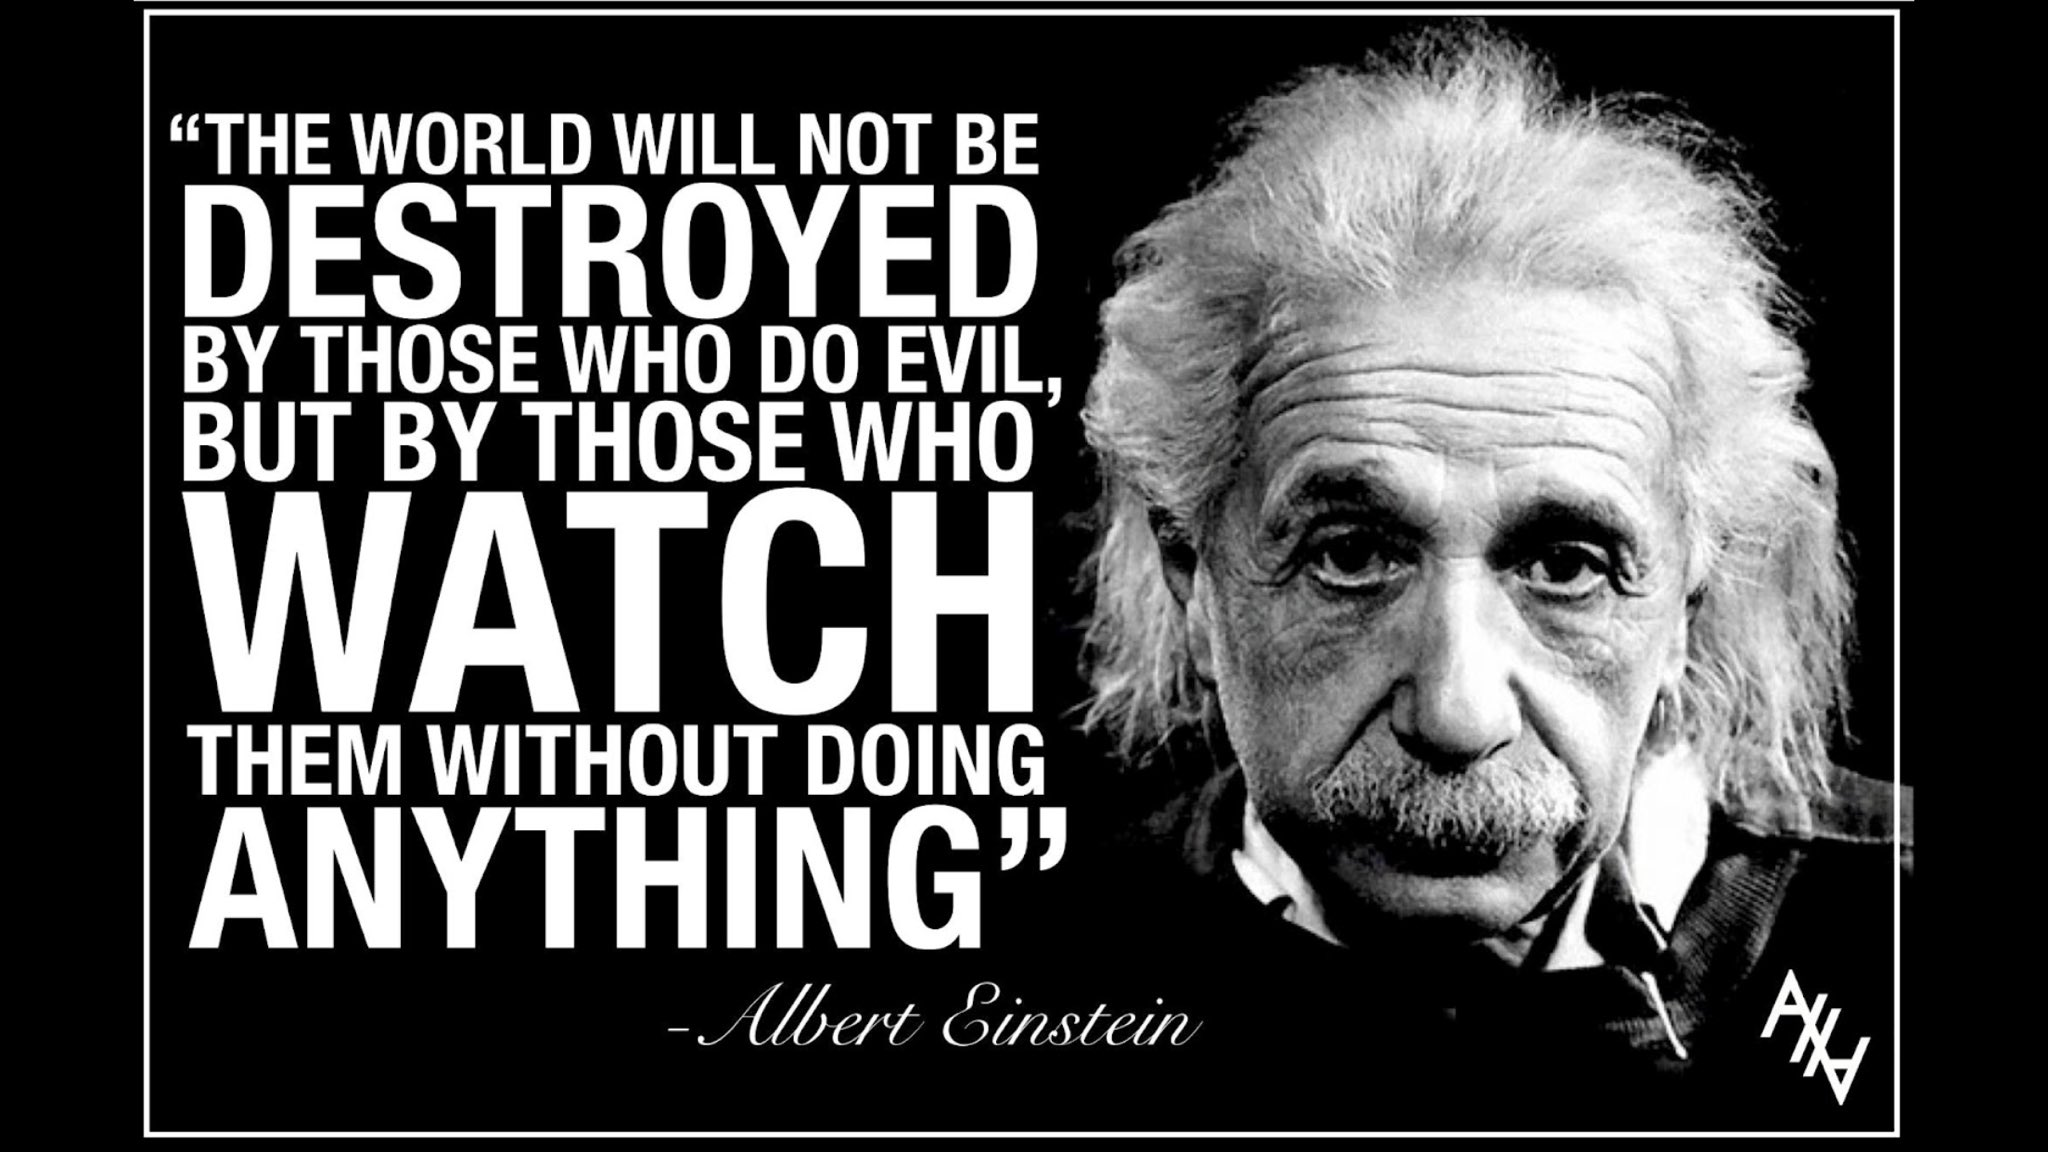 “THE WORLD WILL NOT BE
DESTROYED
BY THOSE WHO DO EVIL,
BUT BY THOSE WHO
WATCH
THEM WITHOUT DOING
ANYTHING”
-Albert Einstein